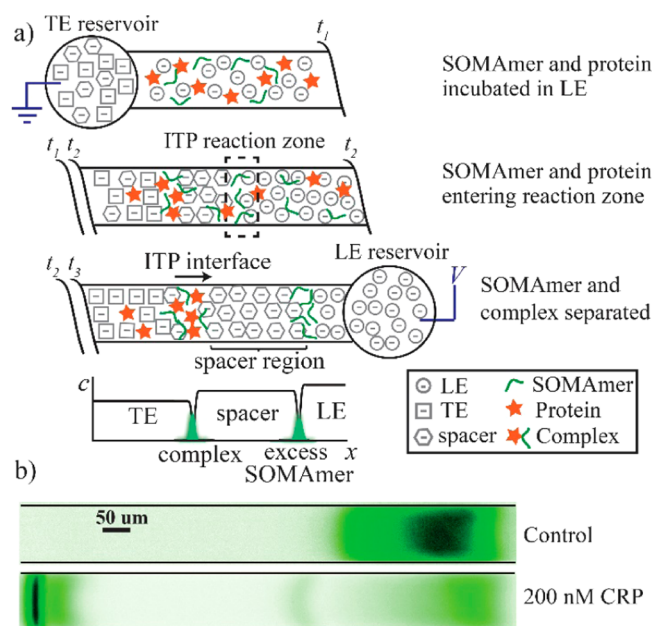 a)
TE reservoir
t1
SOMAmer and protein
incubated in LE
t1 t2
ITP reaction zone
t2
SOMAmer and protein
entering reaction zone
t2 t3
ITP interface
LE reservoir
V
SOMAmer and
complex separated
spacer region
c
TE
spacer
LE
complex
excess
SOMAmer
x
LE
SOMAmer
TE
Protein
spacer
Complex
b)
50 um
Control
200 nM CRP